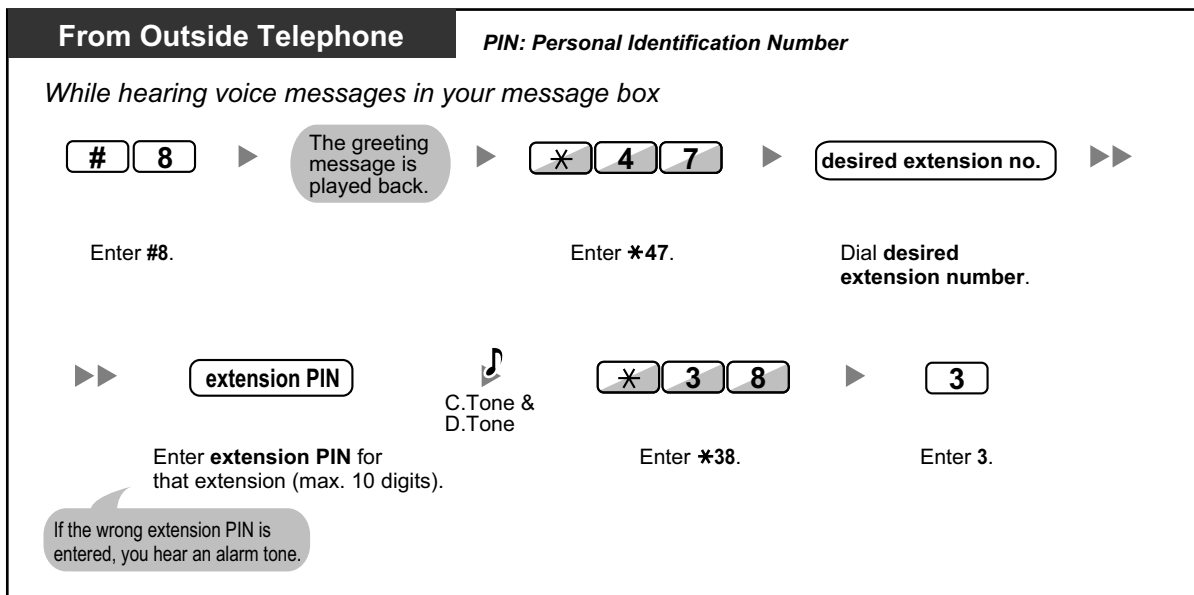 From Outside Telephone
PIN: Personal Identification Number
While hearing voice messages in your message box
# 8
The greeting
message is
played back.
* 4 7
desired extension no.
Enter #8.
Enter *47.
Dial desired
extension number.
extension PIN
C.Tone &
D.Tone
* 3 8
3
Enter extension PIN for
that extension (max. 10 digits).
Enter *38.
Enter 3.
If the wrong extension PIN is
entered, you hear an alarm tone.